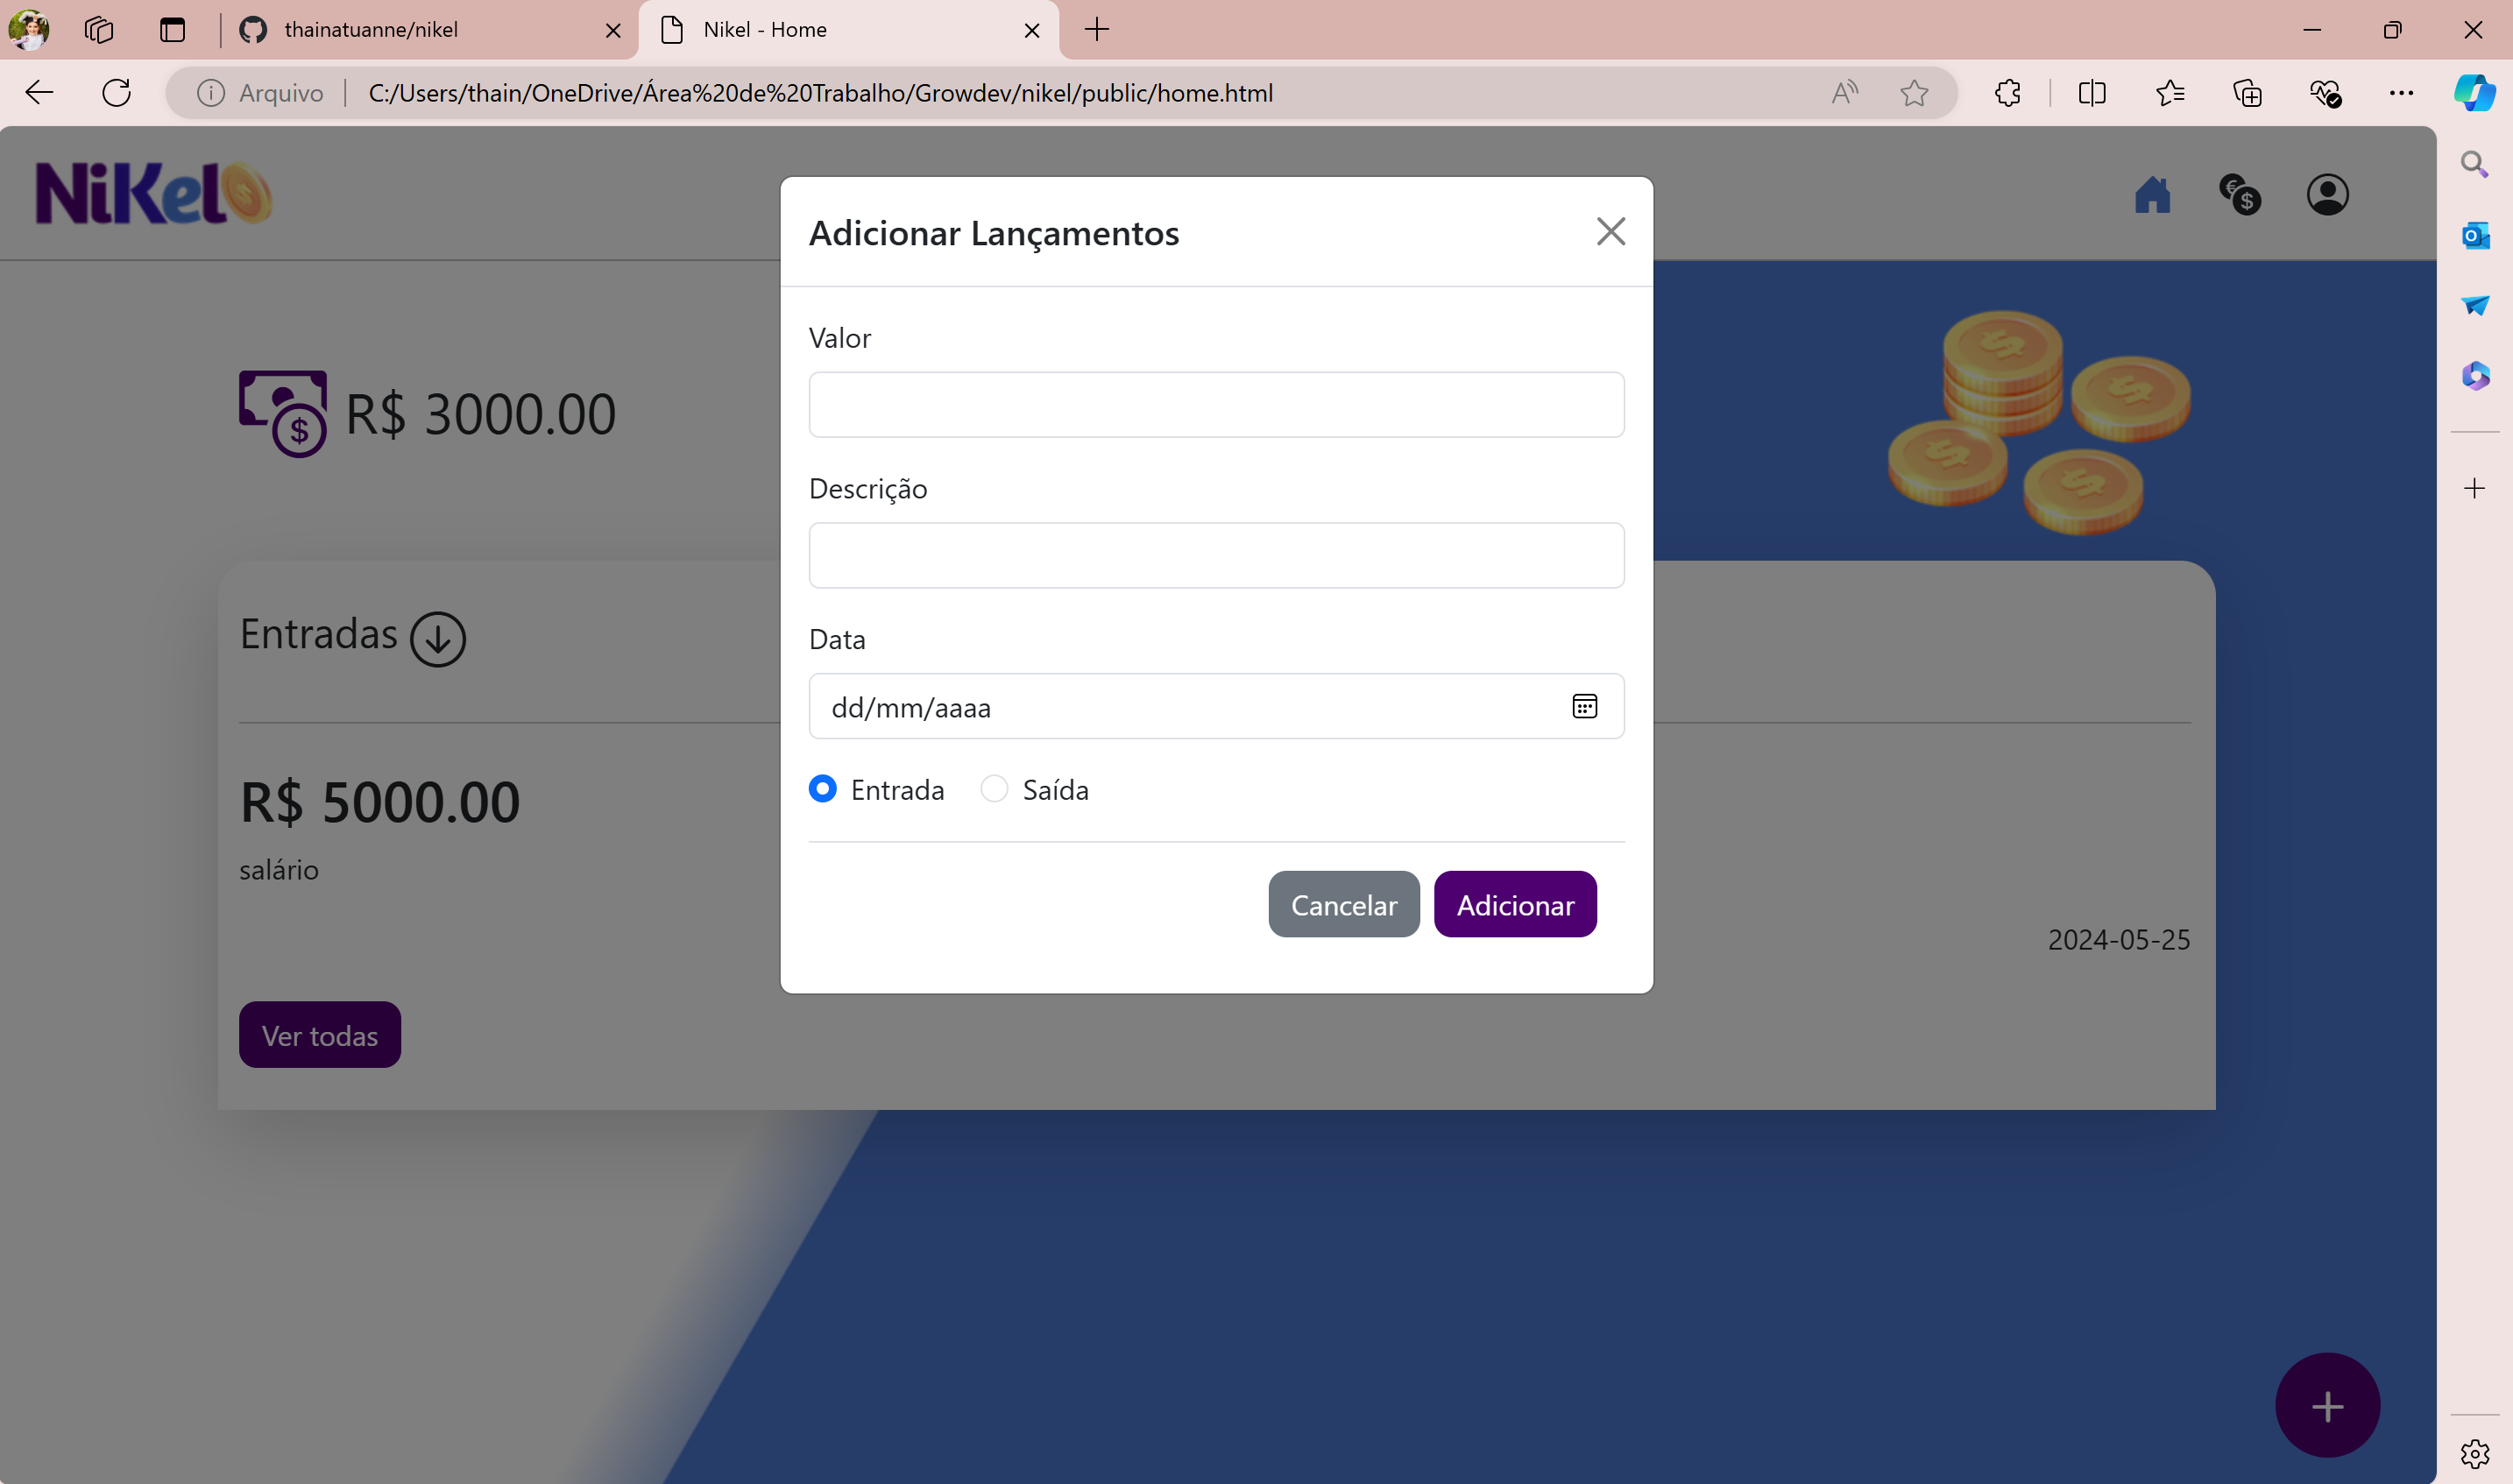 thainatuanne/nikel
Nikel - Home
Arquivo
C:/Users/thain/OneDrive/Área%20de%20Trabalho/Growdev/nikel/public/home.html
NiKel
Adicionar Lançamentos
Valor
R$ 3000.00
Descrição
Entradas
Data
dd/mm/aaaa
R$ 5000.00
Entrada
Saída
salário
Cancelar
Adicionar
2024-05-25
Ver todas